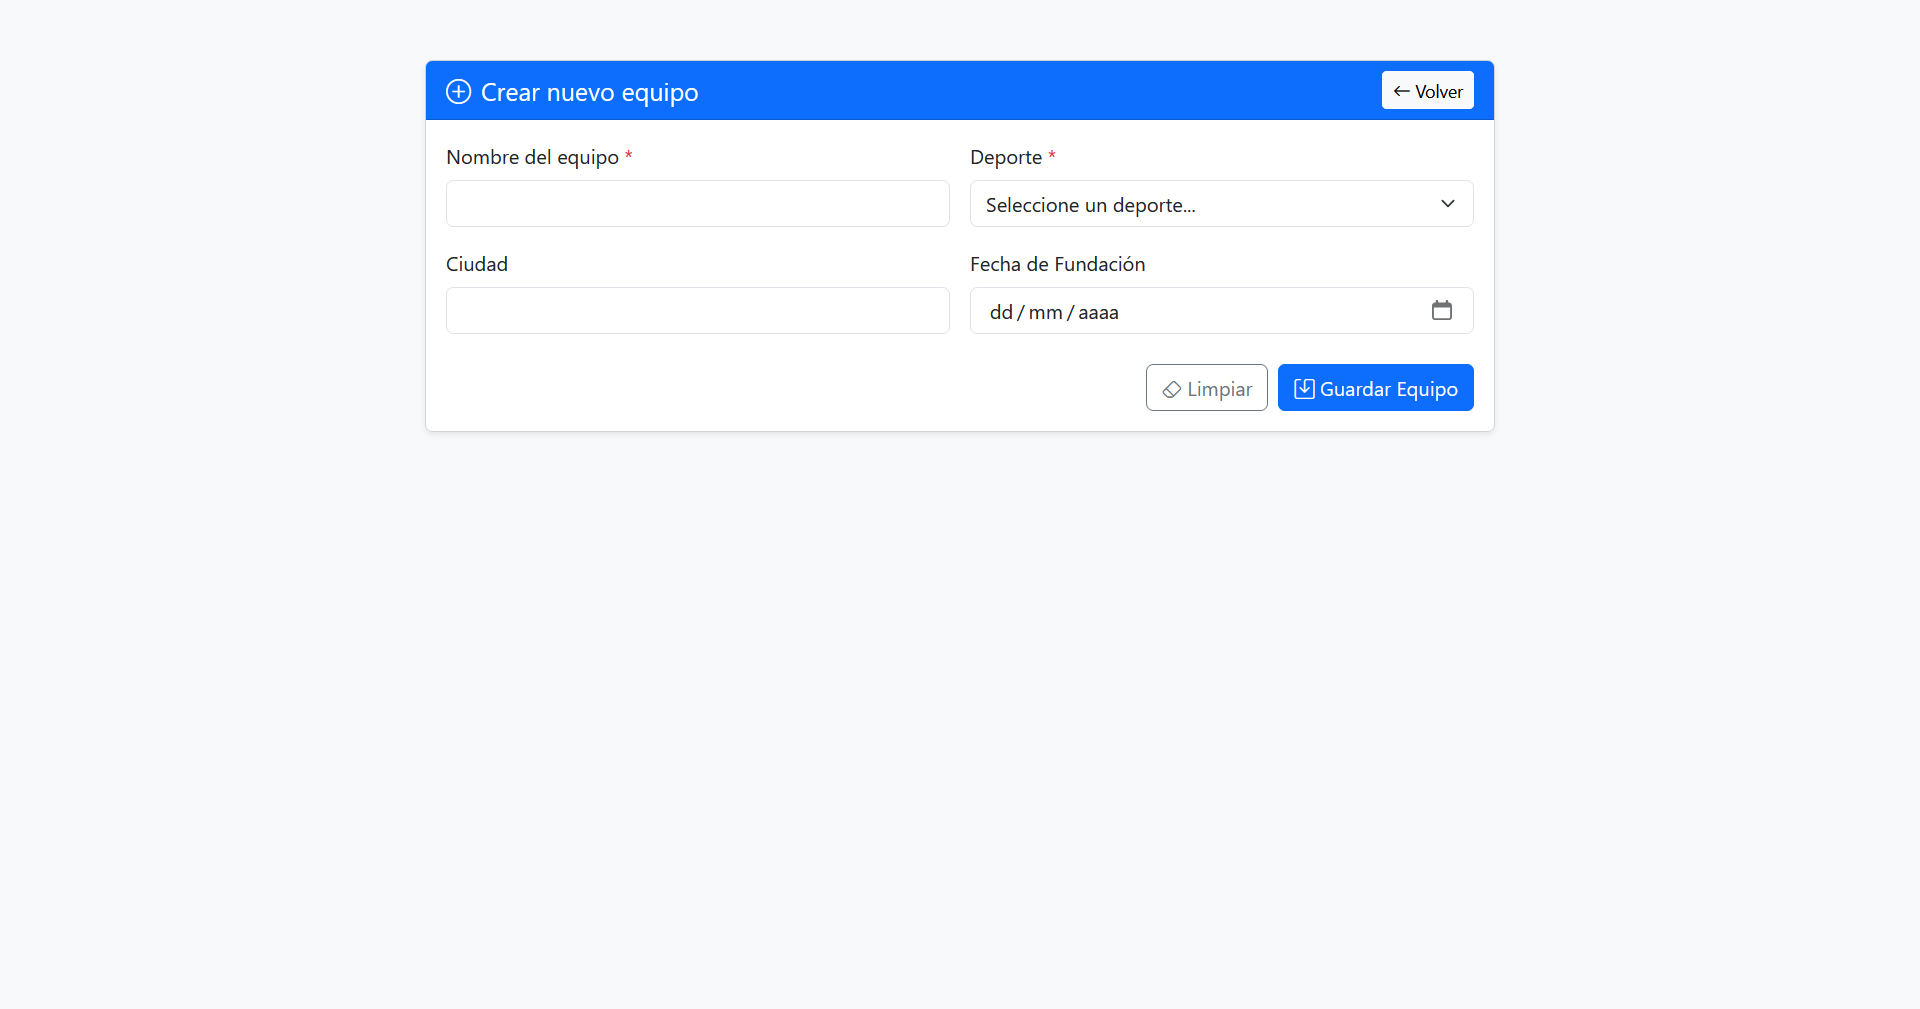 Crear nuevo equipo
Volver
Nombre del equipo *
Deporte *
Seleccione un deporte...
Ciudad
Fecha de Fundación
dd/mm/aaaa
Limpiar
Guardar Equipo